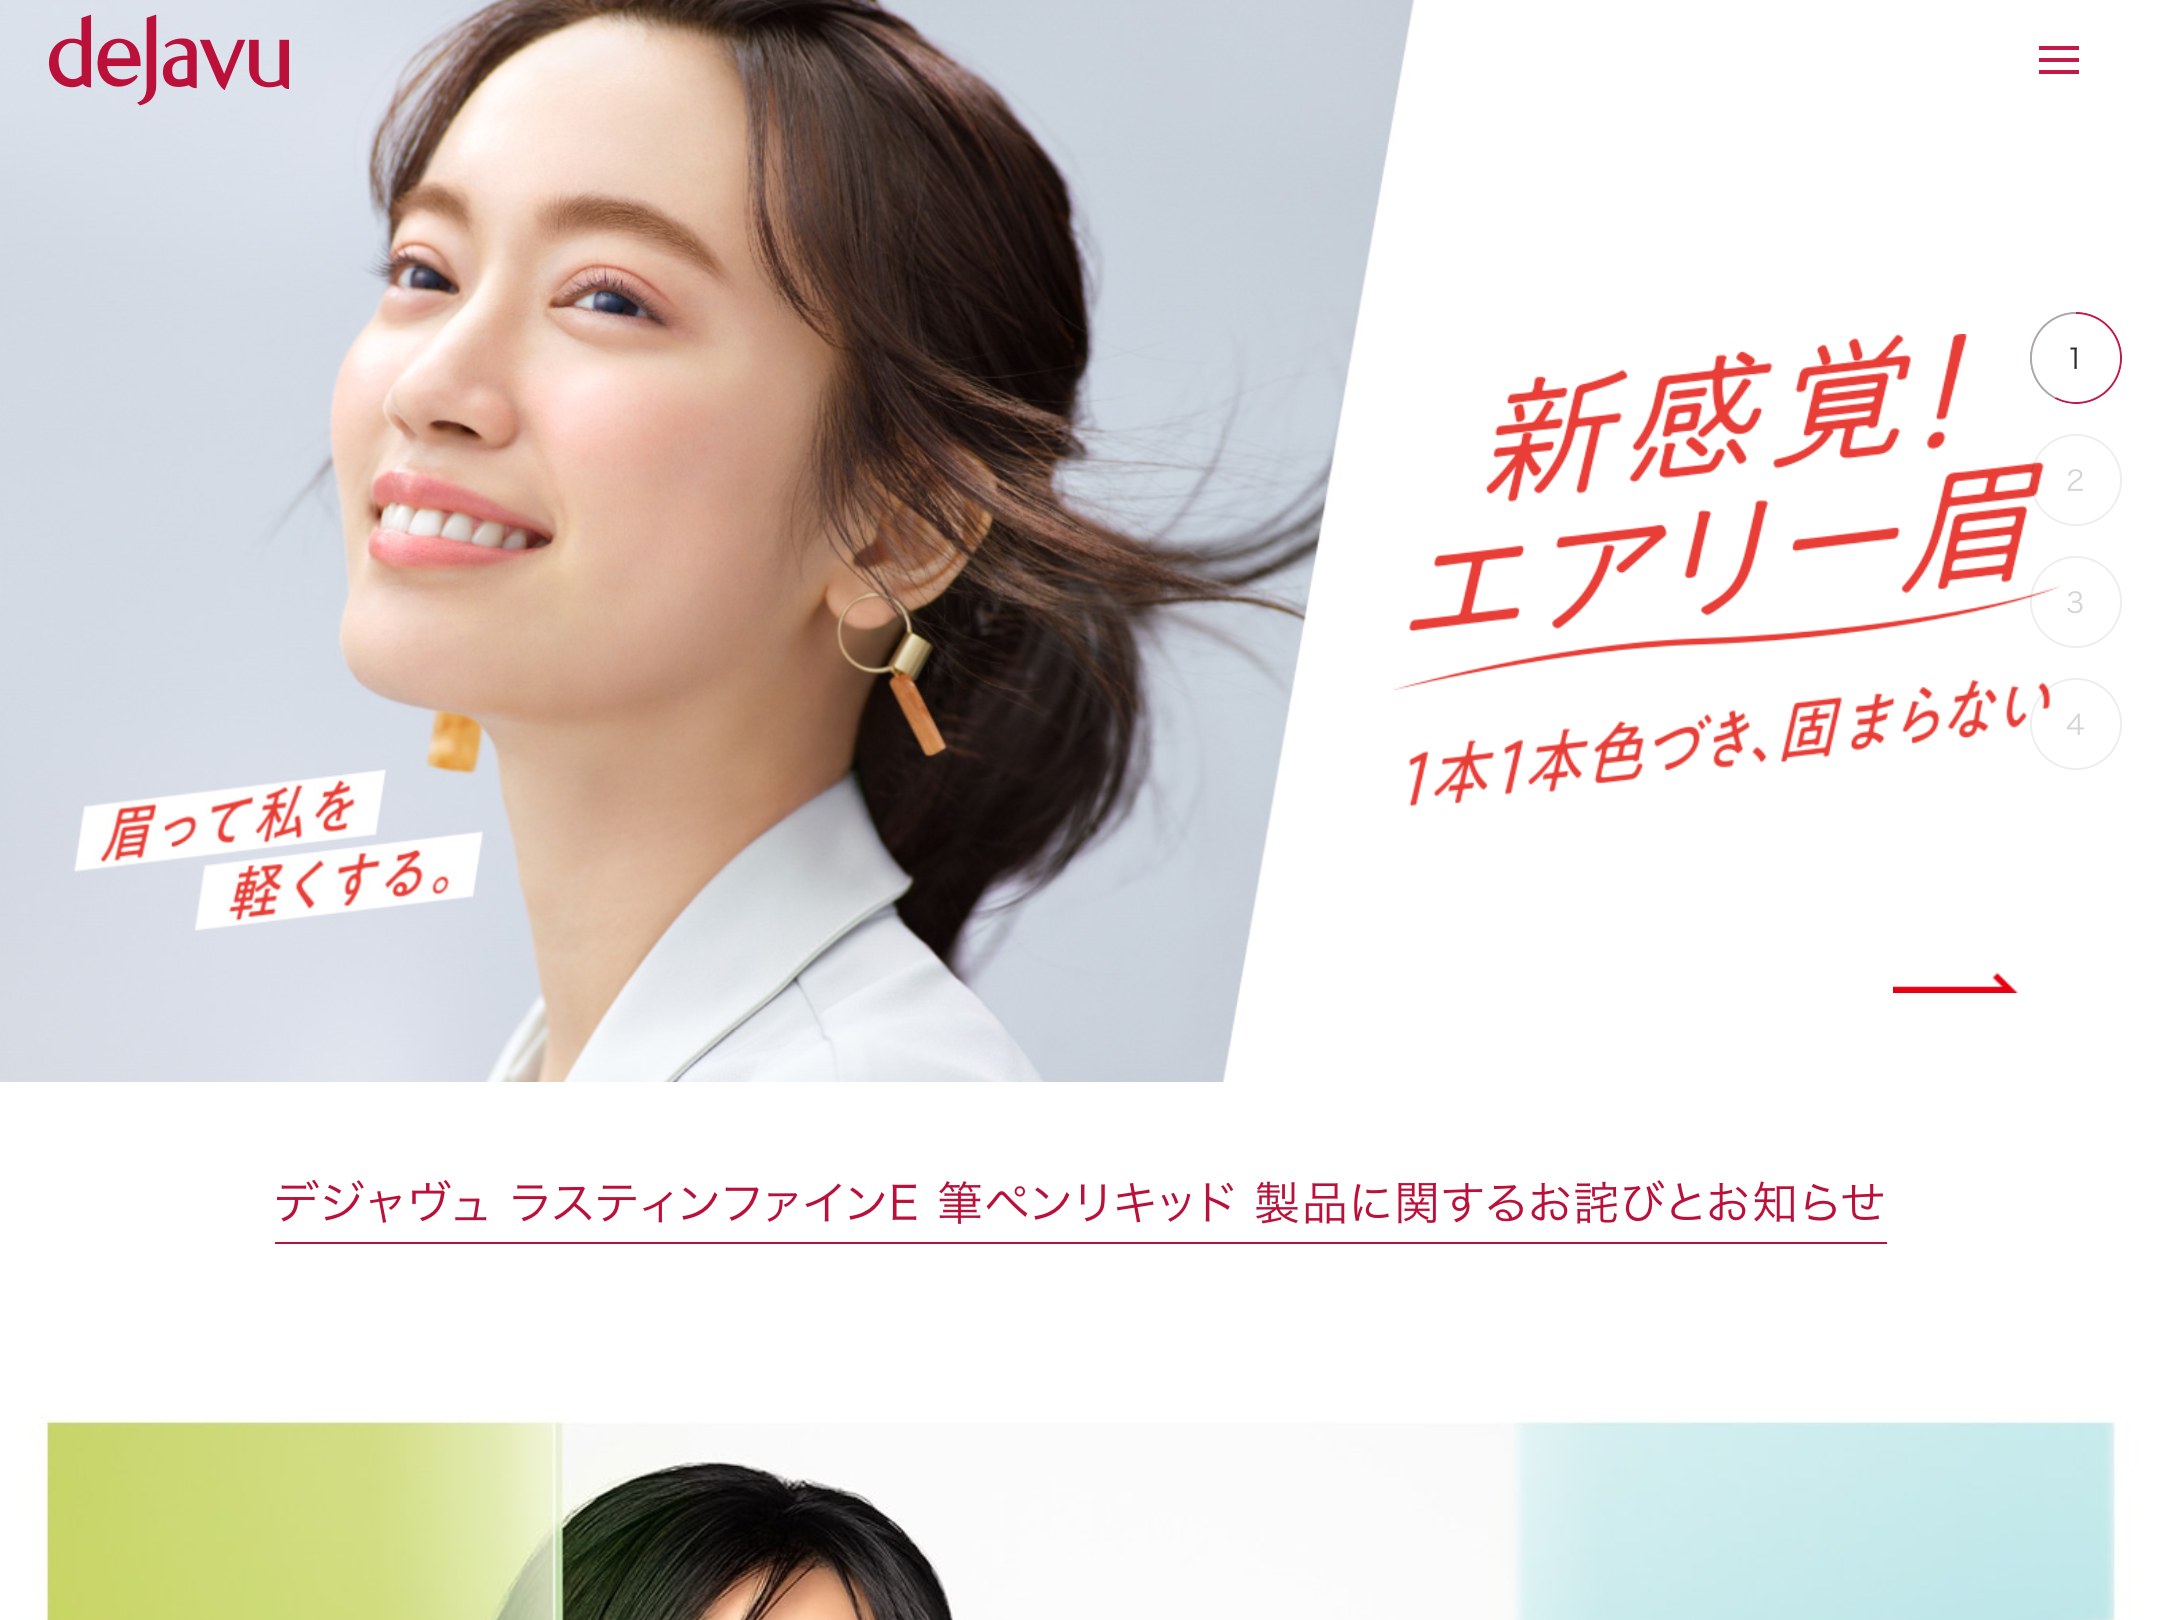 dejavu
新感覚!
エアリー眉
1本1本色づき、固まらない
眉って私を
軽くする。
1
2
3
4
デジャヴュ ラスティンファインE 筆ペンリキッド 製品に関するお詫びとお知らせ